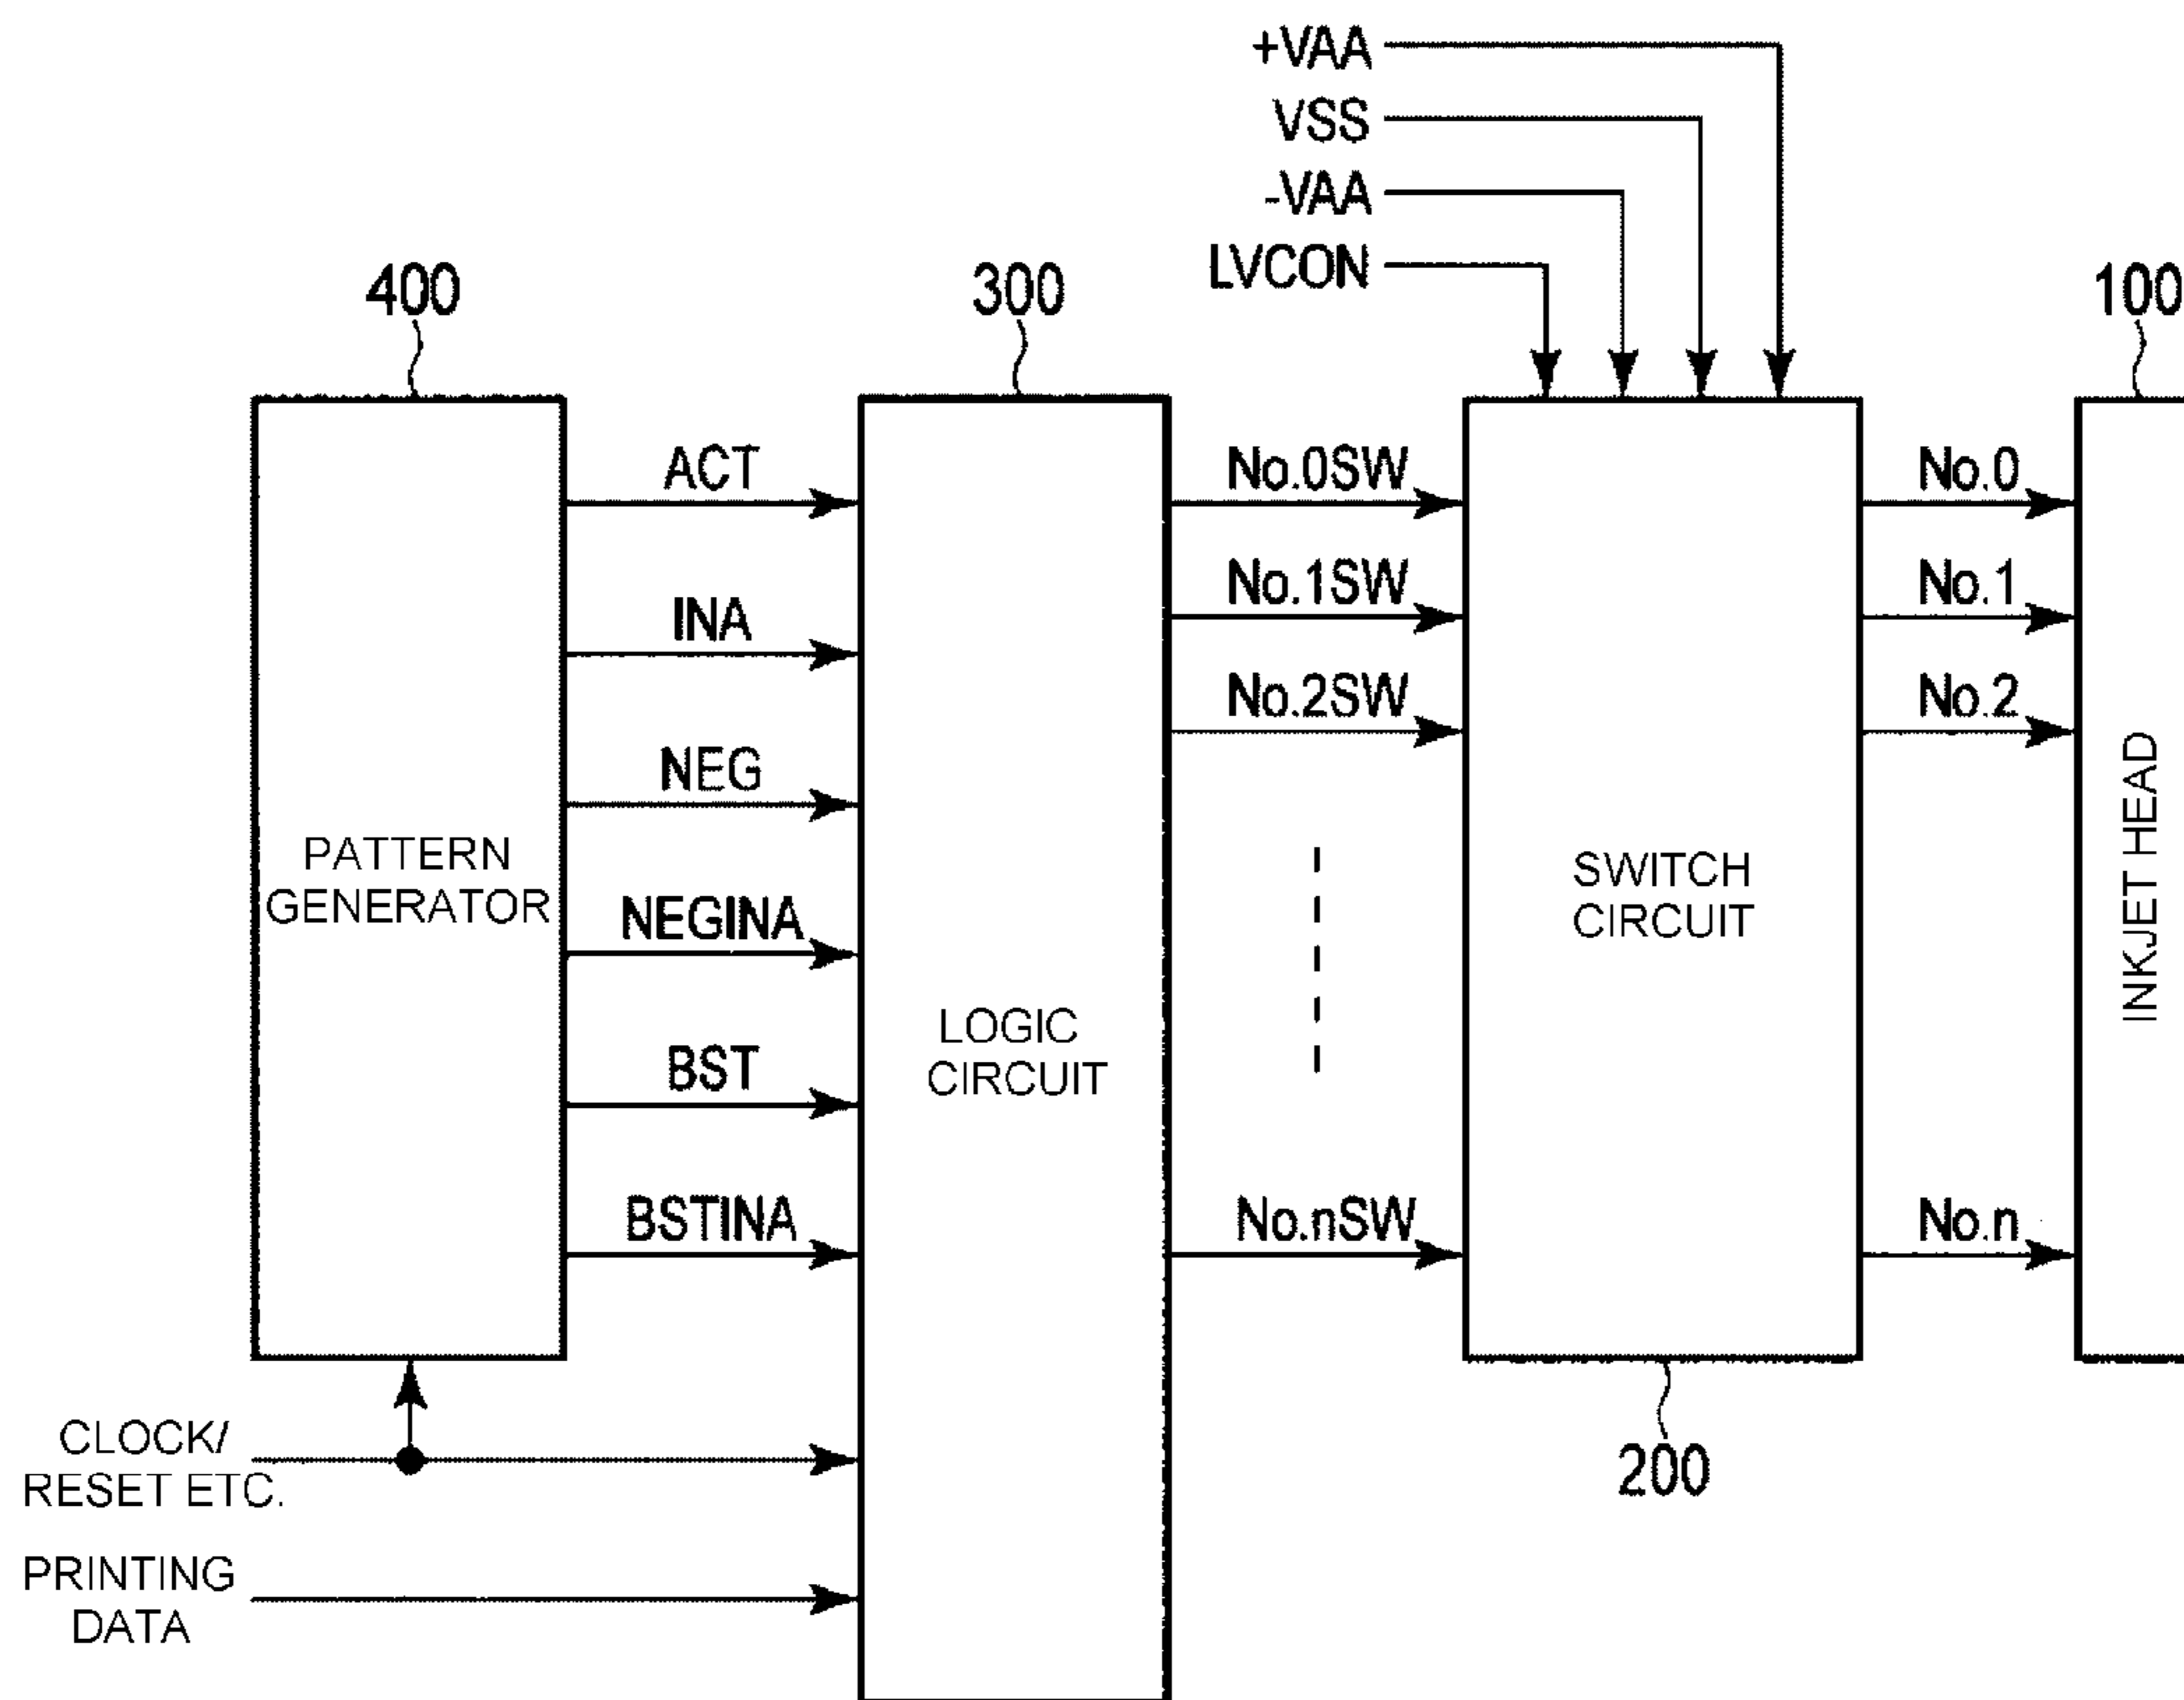 +VAA
VSS
-VAA
LVCON
400
300
100
ACT
INA
NEG
NEGINA
BST
BSTINA
No.0SW
No.1SW
No.2SW
No.nSW
No.0
No.1
No.2
No.n
PATTERN
GENERATOR
LOGIC
CIRCUIT
SWITCH
CIRCUIT
INKJET HEAD
CLOCK/
RESET ETC.
200
PRINTING
DATA